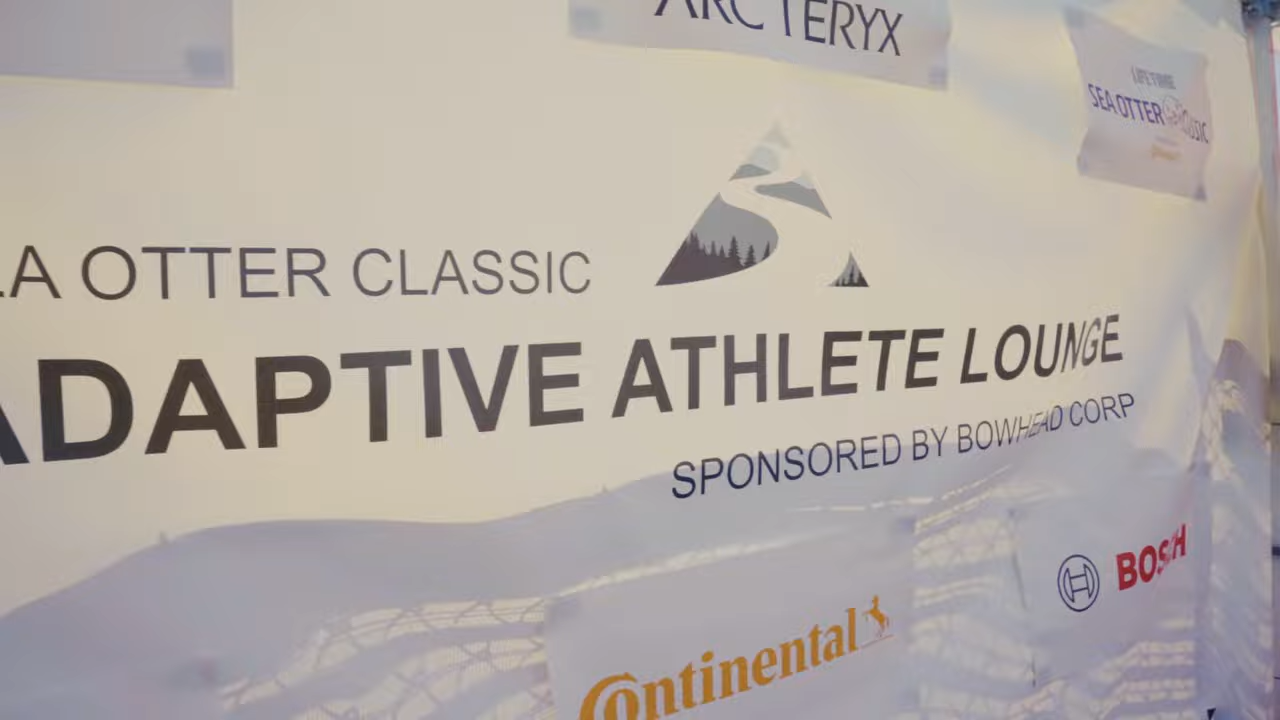 ARC'TERYX
LIFE TIME
SEA OTTER CLASSIC
A OTTER CLASSIC
ADAPTIVE ATHLETE LOUNGE
SPONSORED BY BOWHEAD CORP
BOSCH
Continental